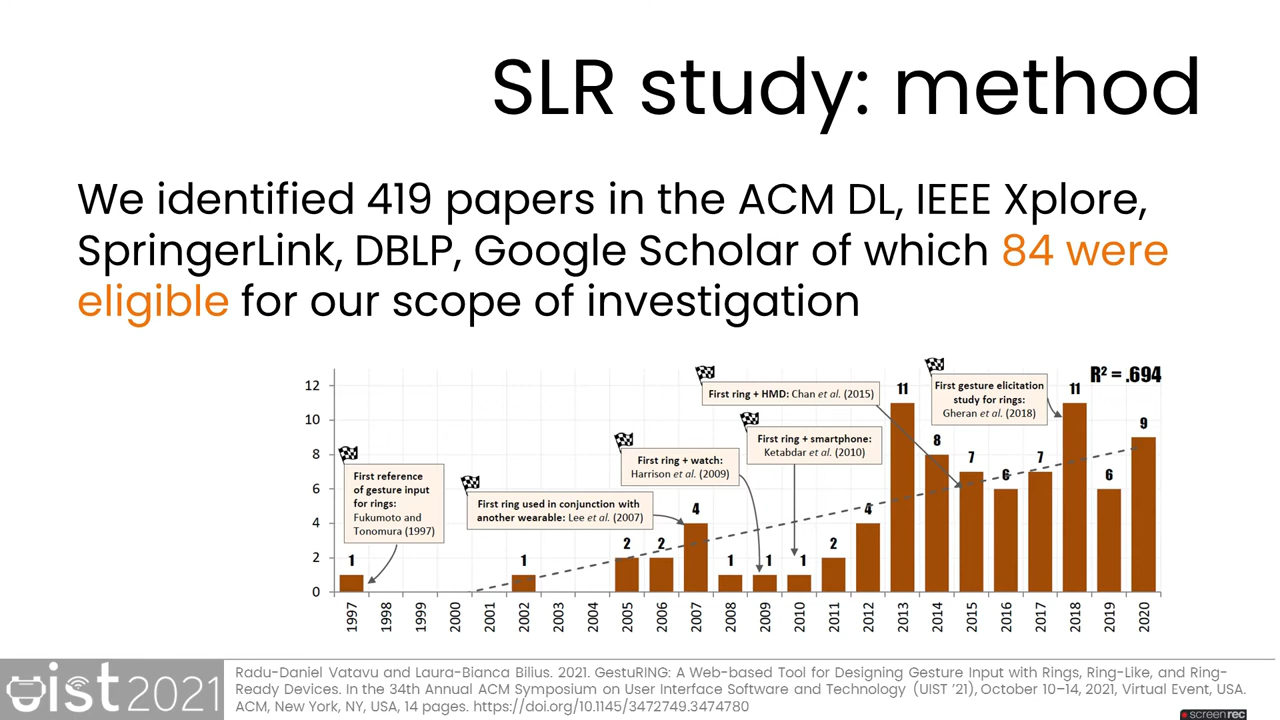 SLR study: method
We identified 419 papers in the ACM DL, IEEE Xplore,
SpringerLink, DBLP, Google Scholar of which 84 were
eligible for our scope of investigation
12
10
8
6
4
2
0
First reference
of gesture input
for rings:
Fukumoto and
Tonomura (1997)
First ring used in conjunction with
another wearable: Lee et al. (2007)
First ring + watch:
Harrison et al. (2009)
First ring + HMD: Chan et al. (2015)
First ring + smartphone:
Ketabdar et al. (2010)
First gesture elicitation
study for rings:
Gheran et al. (2018)
R² = .694
1
1
2
2
4
1
1
1
2
4
11
8
7
6
7
11
6
9
1997
1998
1999
2000
2001
2002
2003
2004
2005
2006
2007
2008
2009
2010
2011
2012
2013
2014
2015
2016
2017
2018
2019
2020
uist 2021
Radu-Daniel Vatavu and Laura-Bianca Bilius. 2021. GestuRING: A Web-based Tool for Designing Gesture Input with Rings, Ring-Like, and Ring-
Ready Devices. In the 34th Annual ACM Symposium on User Interface Software and Technology (UIST '21), October 10–14, 2021, Virtual Event, USA.
ACM, New York, NY, USA, 14 pages. https://doi.org/10.1145/3472749.3474780
screenrec